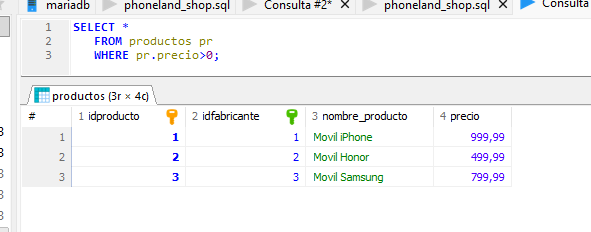 mariadb phoneland_shop.sql Consulta #2* phoneland_shop.sql Consulta
1 SELECT *
2 FROM productos pr
3 WHERE pr.precio>0;
productos (3r × 4c)
# 1 idproducto 2 idfabricante 3 nombre_producto 4 precio
1 1 1 Movil iPhone 999,99
2 2 2 Movil Honor 499,99
3 3 3 Movil Samsung 799,99